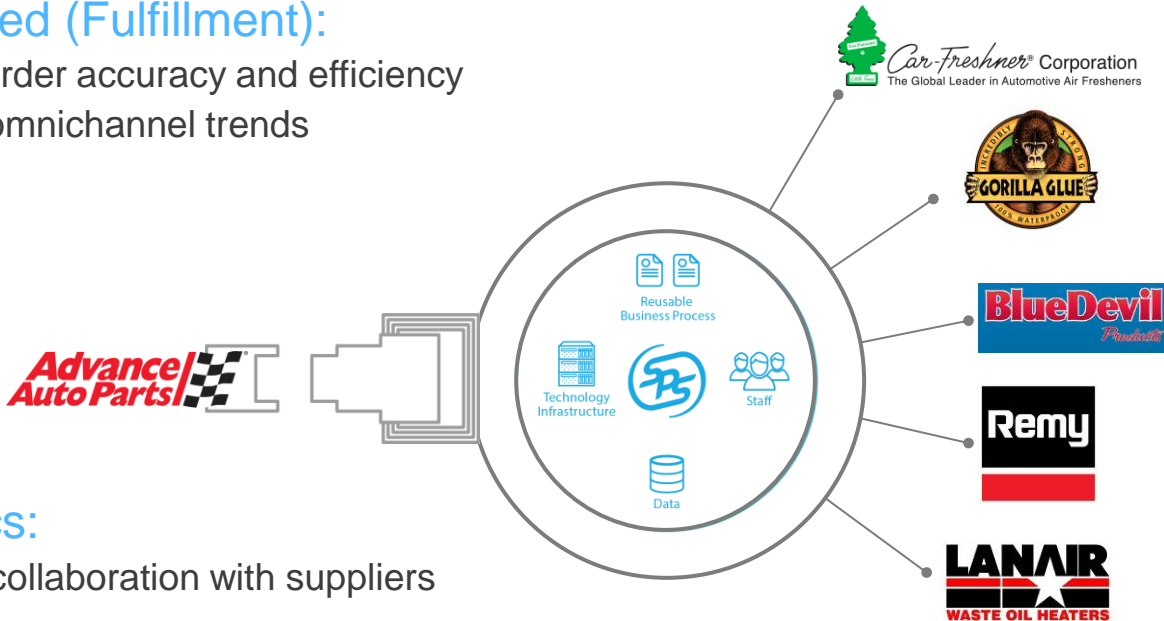 ed (Fulfillment):
rder accuracy and efficiency
omnichannel trends
Car-Freshner® Corporation
The Global Leader in Automotive Air Fresheners
INCREDIBLY STRONG
GORILLA GLUE
100% WATERPROOF
Reusable
Business Process
BlueDevil
Products
Advance
Auto Parts
Technology
Infrastructure
SPS
Staff
Remy
Data
cs:
collaboration with suppliers
LANAIR
WASTE OIL HEATERS